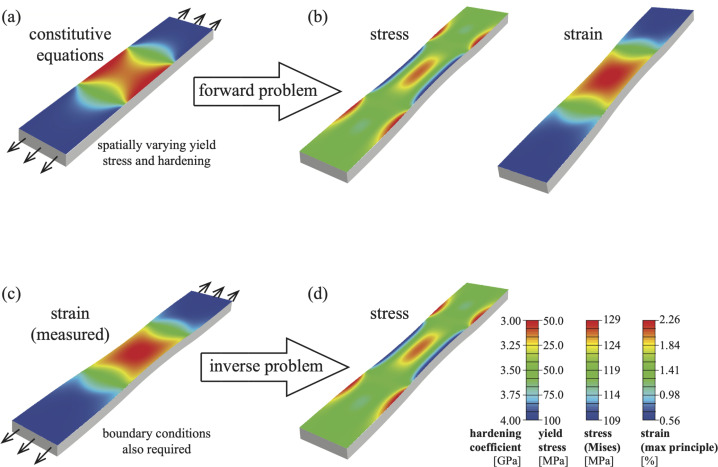 (a)
constitutive
equations
forward problem
spatially varying yield
stress and hardening
(b)
stress
strain
(c)
strain
(measured)
inverse problem
boundary conditions
also required
(d)
stress
3.00
3.25
3.50
3.75
4.00
50.0
25.0
50.0
75.0
100
129
124
119
114
109
2.26
1.84
1.41
0.98
0.56
hardening
coefficient
[GPa]
yield
stress
[MPa]
stress
(Mises)
[MPa]
strain
(max principle)
[%]